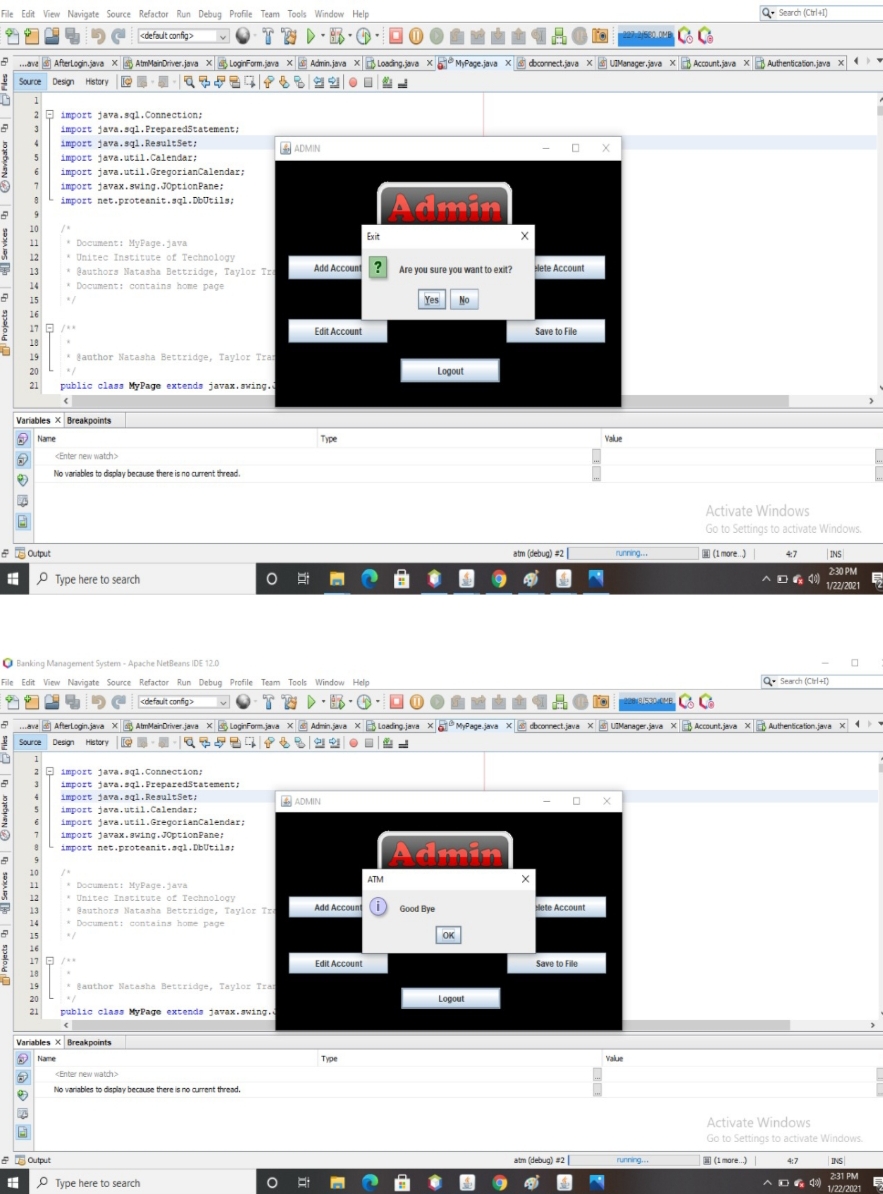 File Edit View Navigate Source Refactor Run Debug Profile Team Tools Window Help
Search (Ctrl+I)
<default config>
...ava AfterLogin.java X AtmMainDriver.java X LoginForm.java X Admin.java X Loading.java X MyPage.java X dbconnect.java X UIManager.java X Account.java X Authentication.java X
Source Design History
Files
Navigator
Services
Projects
1
2 import java.sql.Connection;
3 import java.sql.PreparedStatement;
4 import java.sql.ResultSet;
5 import java.util.Calendar;
6 import java.util.GregorianCalendar;
7 import javax.swing.JOptionPane;
8 import net.proteanit.sql.DbUtils;
9
10 /*
11 * Document: MyPage.java
12 * Unitec Institute of Technology
13 * @authors Natasha Bettridge, Taylor Tra
14 * Document: contains home page
15 */
16
17 /**
18 *
19 * @author Natasha Bettridge, Taylor Tran
20 */
21 public class MyPage extends javax.swing.J
ADMIN
Admin
Exit X
Are you sure you want to exit?
Yes No
Add Account elete Account
Edit Account Save to File
Logout
Variables X Breakpoints
Name Type Value
<Enter new watch>
No variables to display because there is no current thread.
Activate Windows
Go to Settings to activate Windows.
Output atm (debug) #2 running... (1 more...) 4:7 INS
Type here to search
2:30 PM
1/22/2021
Banking Management System - Apache NetBeans IDE 12.0
File Edit View Navigate Source Refactor Run Debug Profile Team Tools Window Help
Search (Ctrl+I)
<default config>
...ava AfterLogin.java X AtmMainDriver.java X LoginForm.java X Admin.java X Loading.java X MyPage.java X dbconnect.java X UIManager.java X Account.java X Authentication.java X
Source Design History
Files
Navigator
Services
Projects
1
2 import java.sql.Connection;
3 import java.sql.PreparedStatement;
4 import java.sql.ResultSet;
5 import java.util.Calendar;
6 import java.util.GregorianCalendar;
7 import javax.swing.JOptionPane;
8 import net.proteanit.sql.DbUtils;
9
10 /*
11 * Document: MyPage.java
12 * Unitec Institute of Technology
13 * @authors Natasha Bettridge, Taylor Tra
14 * Document: contains home page
15 */
16
17 /**
18 *
19 * @author Natasha Bettridge, Taylor Tran
20 */
21 public class MyPage extends javax.swing.J
ADMIN
Admin
ATM X
Good Bye
OK
Add Account elete Account
Edit Account Save to File
Logout
Variables X Breakpoints
Name Type Value
<Enter new watch>
No variables to display because there is no current thread.
Activate Windows
Go to Settings to activate Windows.
Output atm (debug) #2 running... (1 more...) 4:7 INS
Type here to search
2:31 PM
1/22/2021